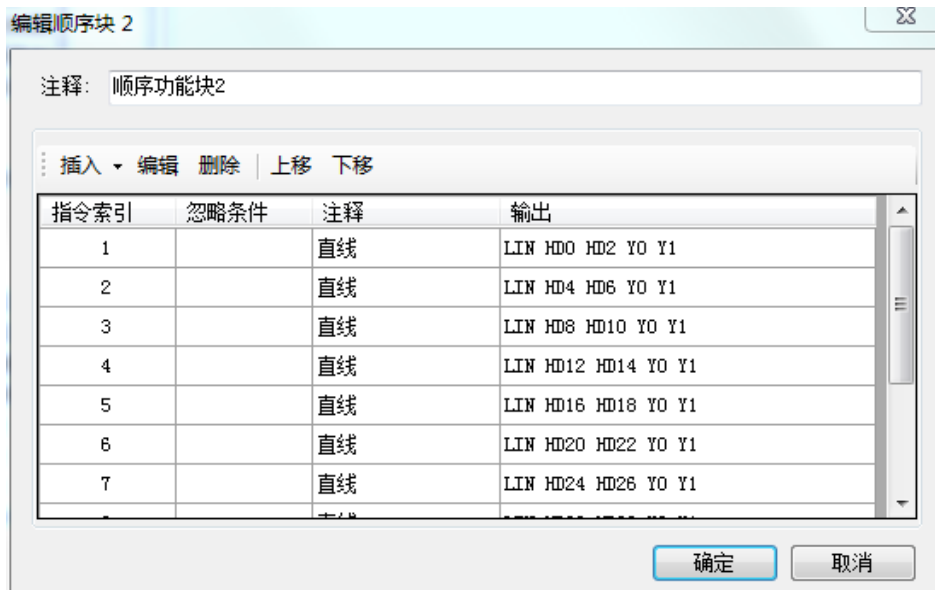 编辑顺序块 2
注释: 顺序功能块2
插入 编辑 删除 上移 下移
指令索引 忽略条件 注释 输出
1 直线 LIN HD0 HD2 Y0 Y1
2 直线 LIN HD4 HD6 Y0 Y1
3 直线 LIN HD8 HD10 Y0 Y1
4 直线 LIN HD12 HD14 Y0 Y1
5 直线 LIN HD16 HD18 Y0 Y1
6 直线 LIN HD20 HD22 Y0 Y1
7 直线 LIN HD24 HD26 Y0 Y1
确定 取消